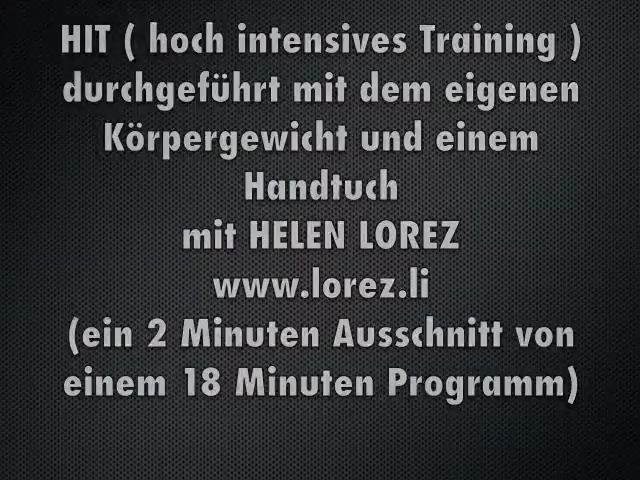 HIT ( hoch intensives Training )
durchgeführt mit dem eigenen
Körpergewicht und einem
Handtuch
mit HELEN LOREZ
www.lorez.li
(ein 2 Minuten Ausschnitt von
einem 18 Minuten Programm)